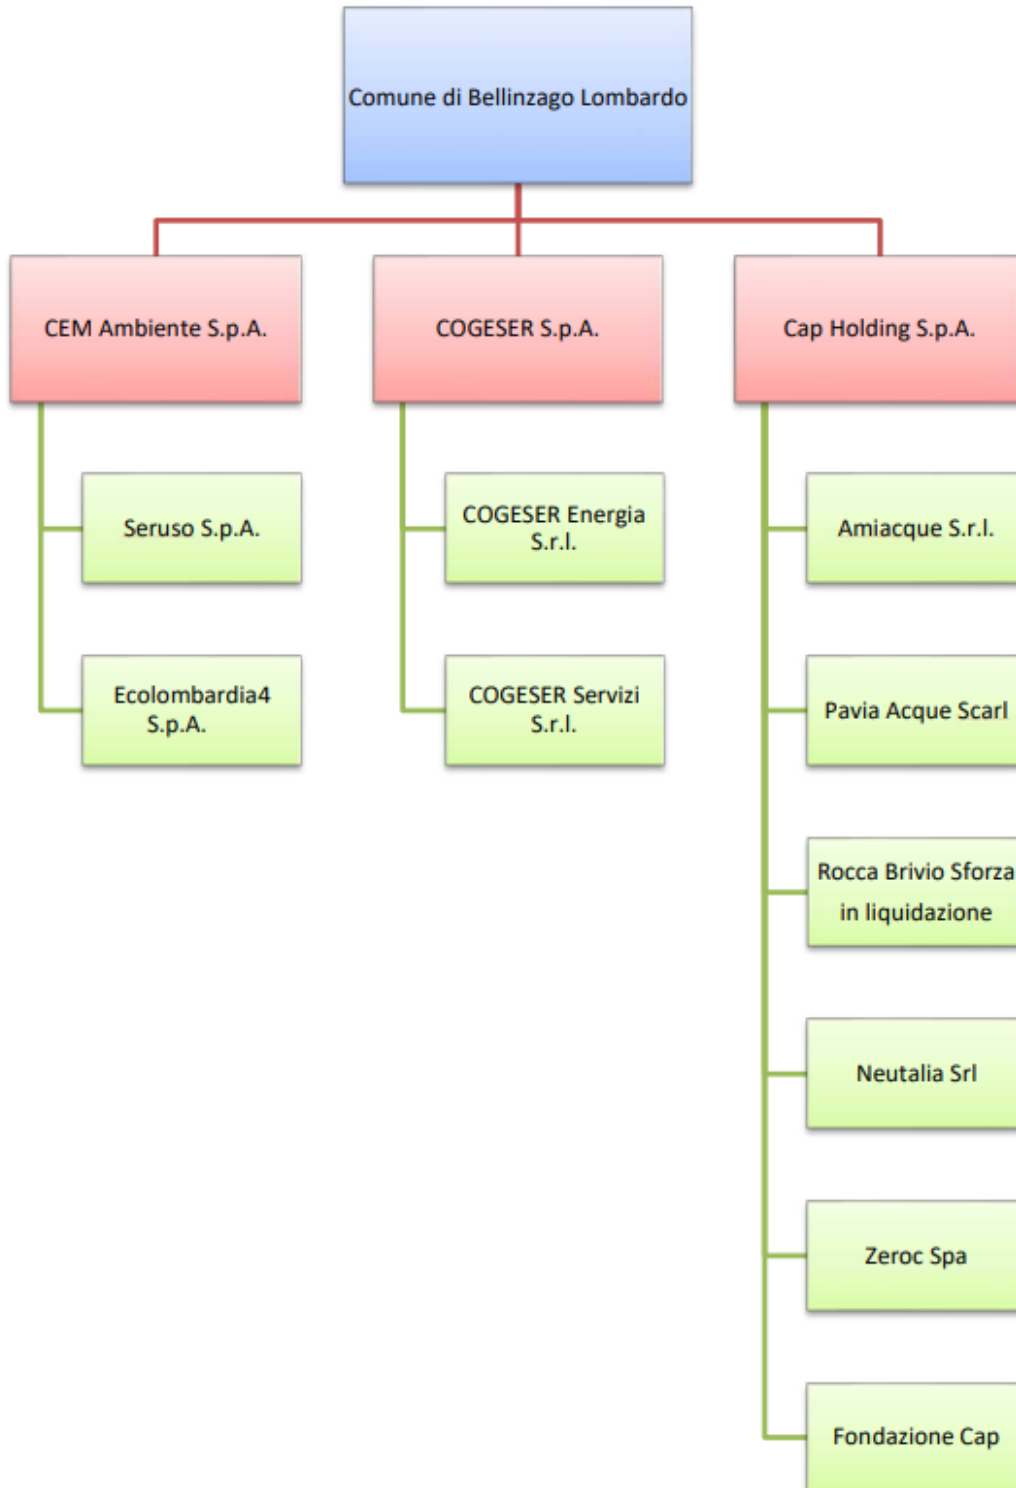 Comune di Bellinzago Lombardo
CEM Ambiente S.p.A.
COGESER S.p.A.
Cap Holding S.p.A.
Seruso S.p.A.
Ecolombardia4
S.p.A.
COGESER Energia
S.r.l.
COGESER Servizi
S.r.l.
Amiacque S.r.l.
Pavia Acque Scarl
Rocca Brivio Sforza
in liquidazione
Neutalia Srl
Zeroc Spa
Fondazione Cap